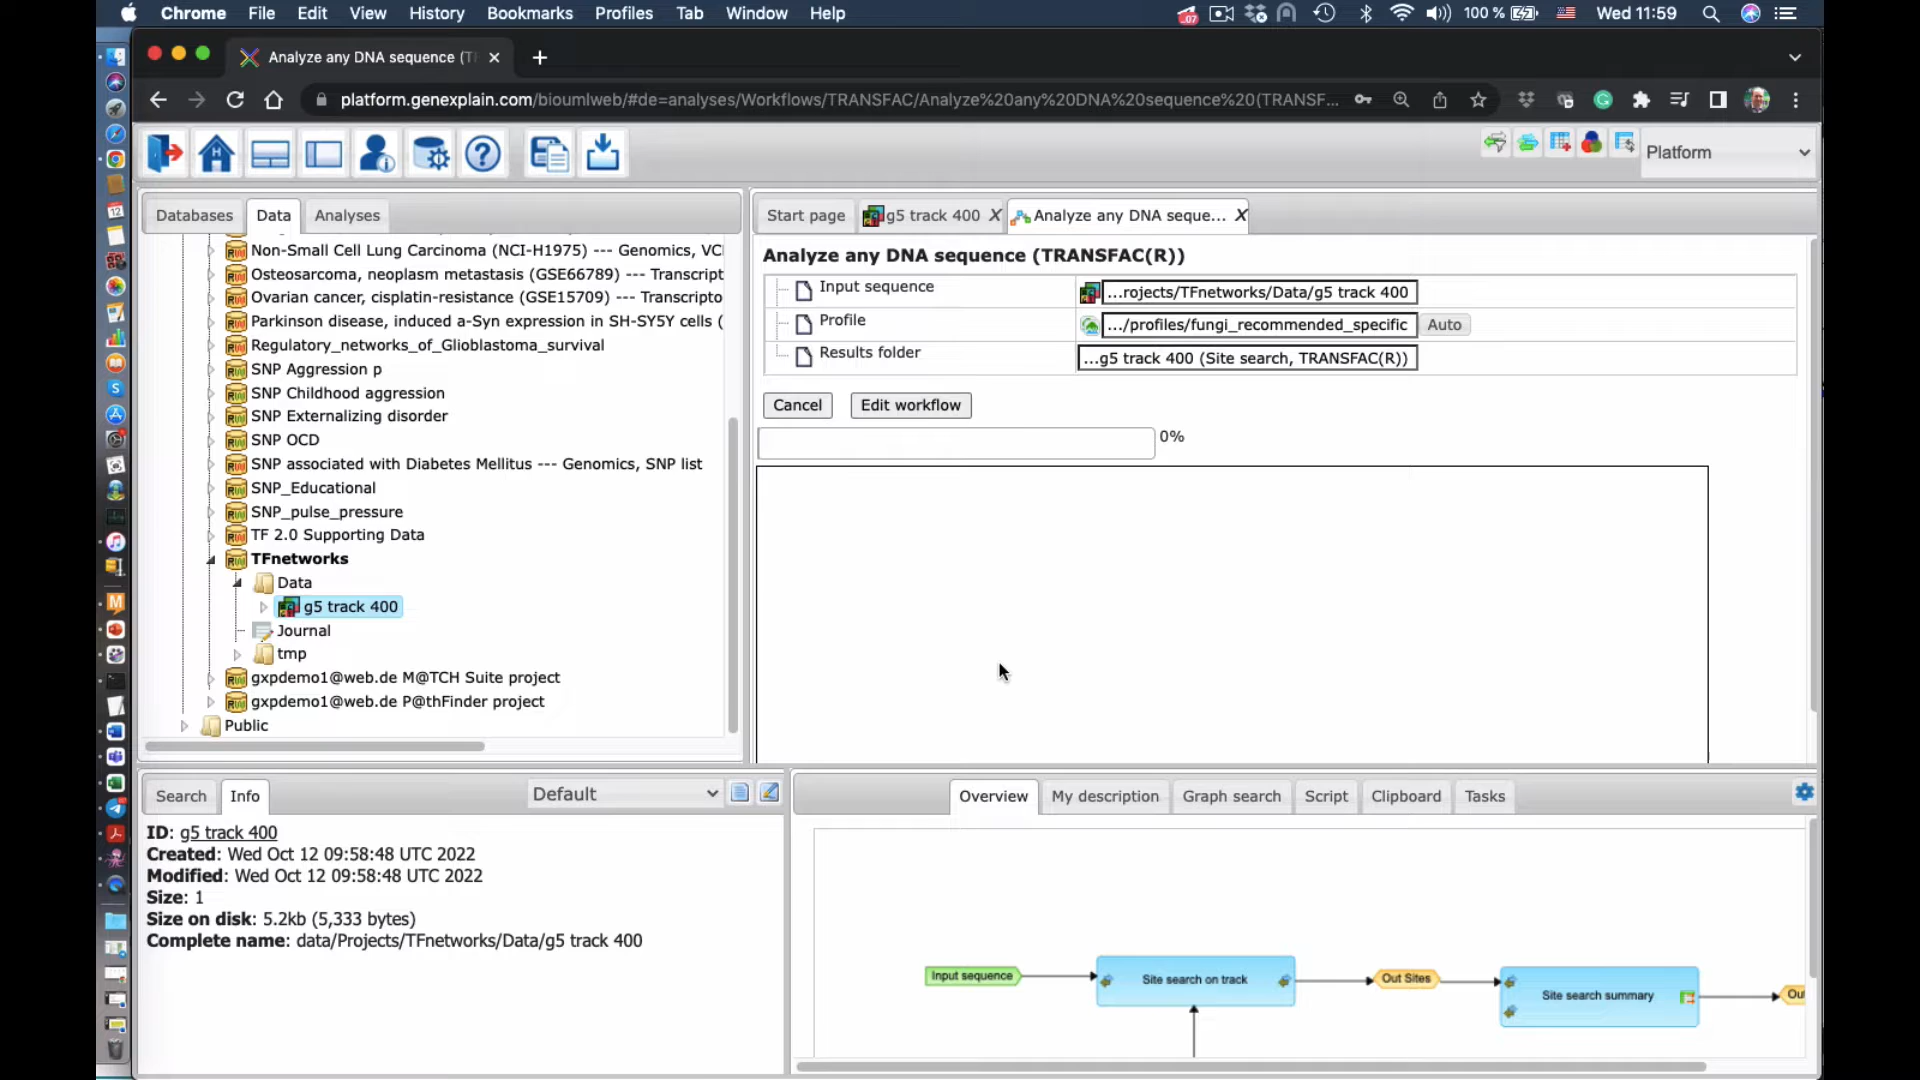 Chrome File Edit View History Bookmarks Profiles Tab Window Help
100 % Wed 11:59
Analyze any DNA sequence (T
platform.genexplain.com/bioumlweb/#de=analyses/Workflows/TRANSFAC/Analyze%20any%20DNA%20sequence%20(TRANSF...
Platform
Databases Data Analyses
Non-Small Cell Lung Carcinoma (NCI-H1975) --- Genomics, VC
Osteosarcoma, neoplasm metastasis (GSE66789) --- Transcript
Ovarian cancer, cisplatin-resistance (GSE15709) --- Transcripto
Parkinson disease, induced a-Syn expression in SH-SY5Y cells (
Regulatory_networks_of_Glioblastoma_survival
SNP Aggression p
SNP Childhood aggression
SNP Externalizing disorder
SNP OCD
SNP associated with Diabetes Mellitus --- Genomics, SNP list
SNP_Educational
SNP_pulse_pressure
TF 2.0 Supporting Data
TFnetworks
Data
g5 track 400
Journal
tmp
gxpdemo1@web.de M@TCH Suite project
gxpdemo1@web.de P@thFinder project
Public
Start page g5 track 400 X Analyze any DNA seque... X
Analyze any DNA sequence (TRANSFAC(R))
Input sequence ...rojects/TFnetworks/Data/g5 track 400
Profile .../profiles/fungi_recommended_specific Auto
Results folder ...g5 track 400 (Site search, TRANSFAC(R))
Cancel Edit workflow
0%
Search Info Default
ID: g5 track 400
Created: Wed Oct 12 09:58:48 UTC 2022
Modified: Wed Oct 12 09:58:48 UTC 2022
Size: 1
Size on disk: 5.2kb (5,333 bytes)
Complete name: data/Projects/TFnetworks/Data/g5 track 400
Overview My description Graph search Script Clipboard Tasks
Input sequence Site search on track Out Sites Site search summary Out